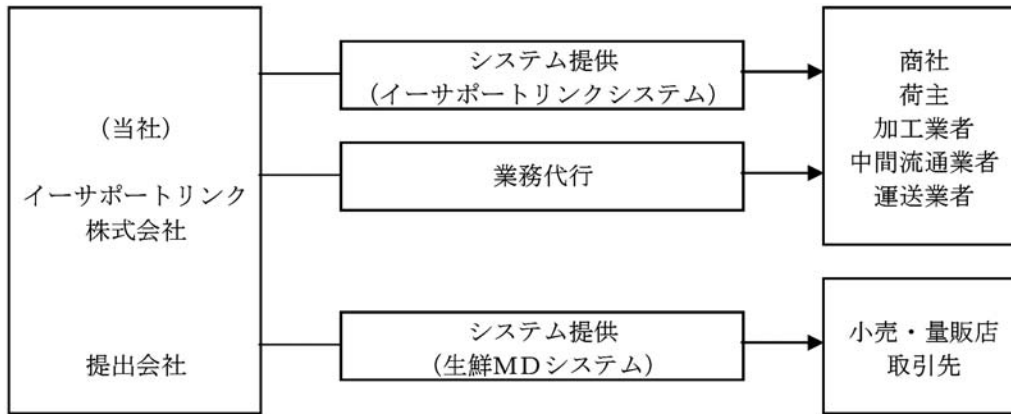 （当社）
イーサポートリンク
株式会社
提出会社
システム提供
（イーサポートリンクシステム）
業務代行
システム提供
（生鮮MDシステム）
商社
荷主
加工業者
中間流通業者
運送業者
小売・量販店
取引先